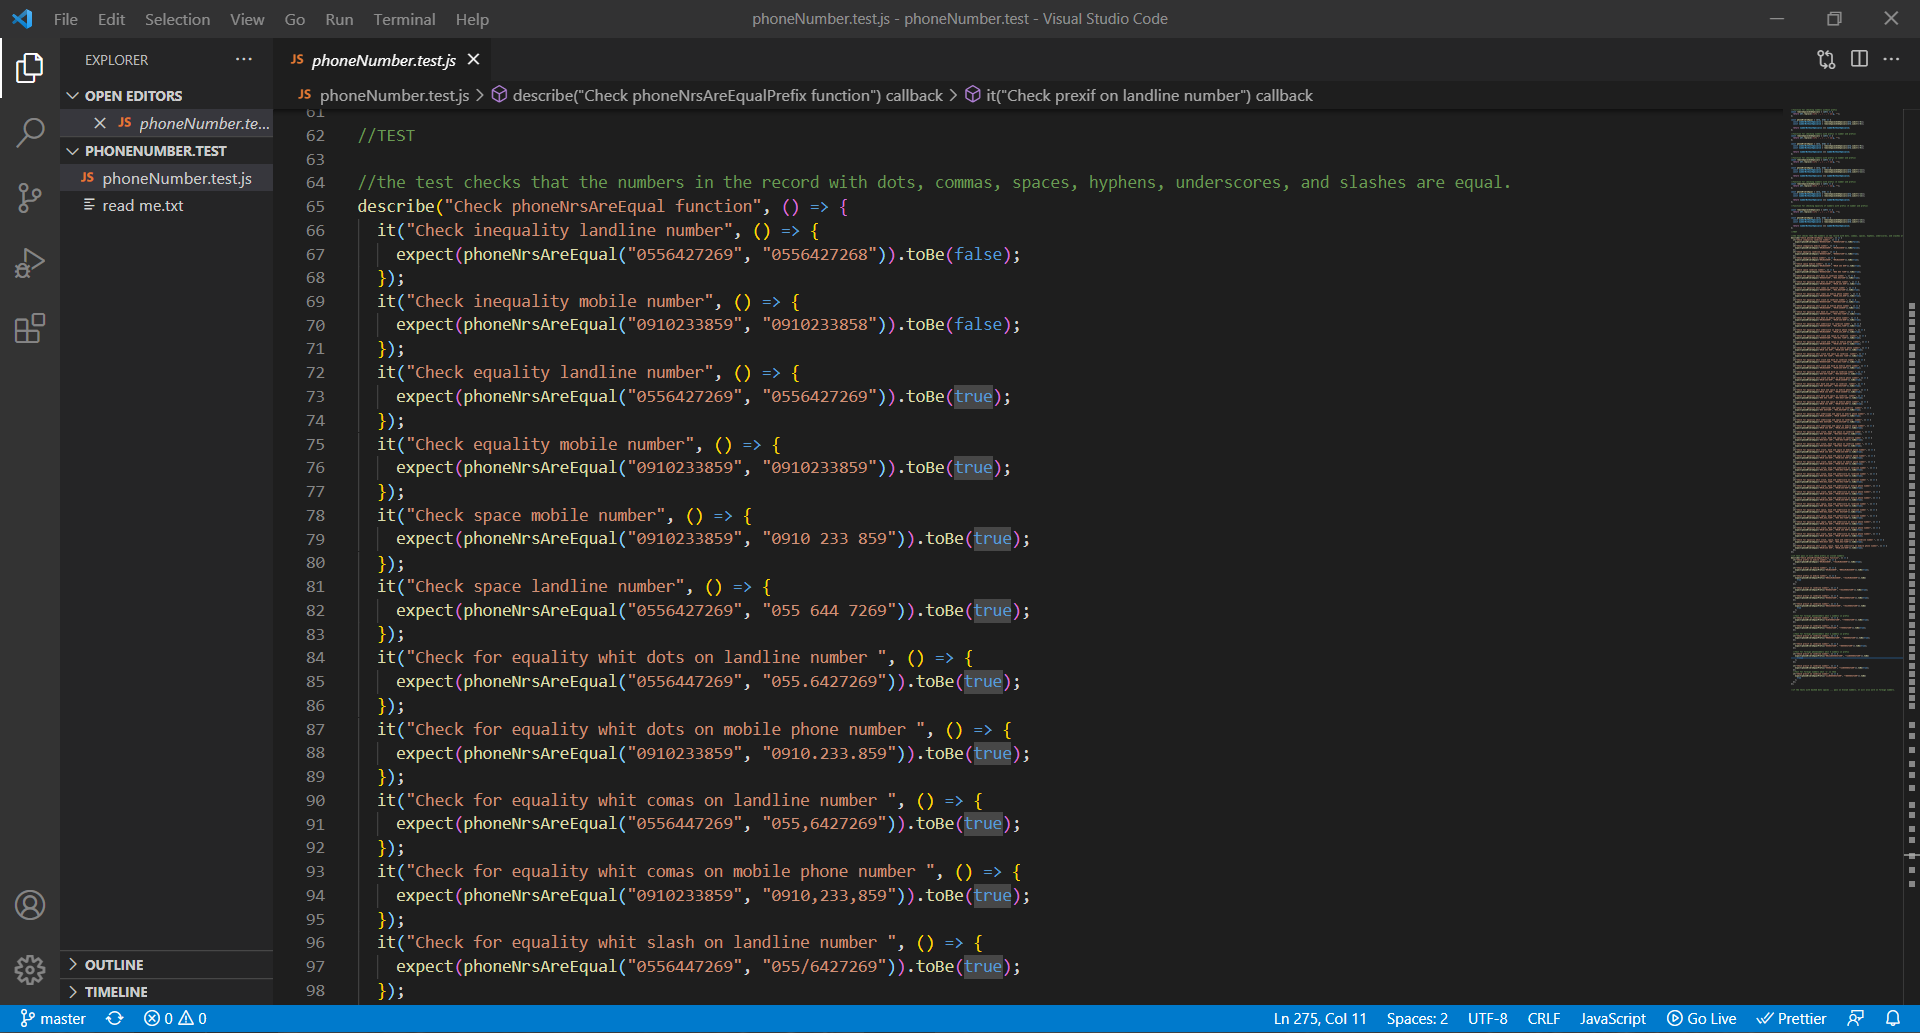 File Edit Selection View Go Run Terminal Help
phoneNumber.test.js - phoneNumber.test - Visual Studio Code
EXPLORER
OPEN EDITORS
JS phoneNumber.te...
PHONENUMBER.TEST
JS phoneNumber.test.js
read me.txt
OUTLINE
TIMELINE
JS phoneNumber.test.js
JS phoneNumber.test.js > describe("Check phoneNrsAreEqualPrefix function") callback > it("Check prexif on landline number") callback
61
62 //TEST
63
64 //the test checks that the numbers in the record with dots, commas, spaces, hyphens, underscores, and slashes are equal.
65 describe("Check phoneNrsAreEqual function", () => {
66 it("Check inequality landline number", () => {
67 expect(phoneNrsAreEqual("0556427269", "0556427268")).toBe(false);
68 });
69 it("Check inequality mobile number", () => {
70 expect(phoneNrsAreEqual("0910233859", "0910233858")).toBe(false);
71 });
72 it("Check equality landline number", () => {
73 expect(phoneNrsAreEqual("0556427269", "0556427269")).toBe(true);
74 });
75 it("Check equality mobile number", () => {
76 expect(phoneNrsAreEqual("0910233859", "0910233859")).toBe(true);
77 });
78 it("Check space mobile number", () => {
79 expect(phoneNrsAreEqual("0910233859", "0910 233 859")).toBe(true);
80 });
81 it("Check space landline number", () => {
82 expect(phoneNrsAreEqual("0556427269", "055 644 7269")).toBe(true);
83 });
84 it("Check for equality whit dots on landline number ", () => {
85 expect(phoneNrsAreEqual("0556447269", "055.6427269")).toBe(true);
86 });
87 it("Check for equality whit dots on mobile phone number ", () => {
88 expect(phoneNrsAreEqual("0910233859", "0910.233.859")).toBe(true);
89 });
90 it("Check for equality whit comas on landline number ", () => {
91 expect(phoneNrsAreEqual("0556447269", "055,6427269")).toBe(true);
92 });
93 it("Check for equality whit comas on mobile phone number ", () => {
94 expect(phoneNrsAreEqual("0910233859", "0910,233,859")).toBe(true);
95 });
96 it("Check for equality whit slash on landline number ", () => {
97 expect(phoneNrsAreEqual("0556447269", "055/6427269")).toBe(true);
98 });
master 0 0 Ln 275, Col 11 Spaces: 2 UTF-8 CRLF JavaScript Go Live Prettier